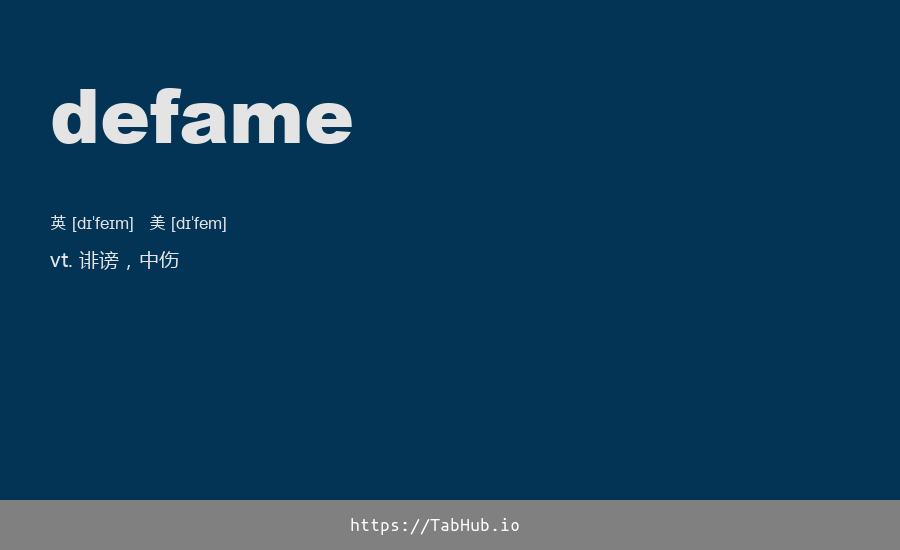 defame
英 [dɪˈfeɪm]   美 [dɪˈfem]
vt. 诽谤，中伤
https://TabHub.io